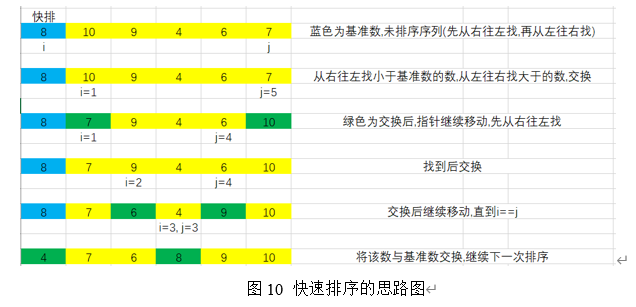 快排
8 10 9 4 6 7 蓝色为基准数,未排序序列(先从右往左找,再从左往右找)
i j
8 10 9 4 6 7 从右往左找小于基准数的数,从左往右找大于的数,交换
i=1 j=5
8 7 9 4 6 10 绿色为交换后,指针继续移动,先从右往左找
i=1 j=4
8 7 9 4 6 10 找到后交换
i=2 j=4
8 7 6 4 9 10 交换后继续移动,直到i==j
i=3, j=3
4 7 6 8 9 10 将该数与基准数交换,继续下一次排序
图 10 快速排序的思路图